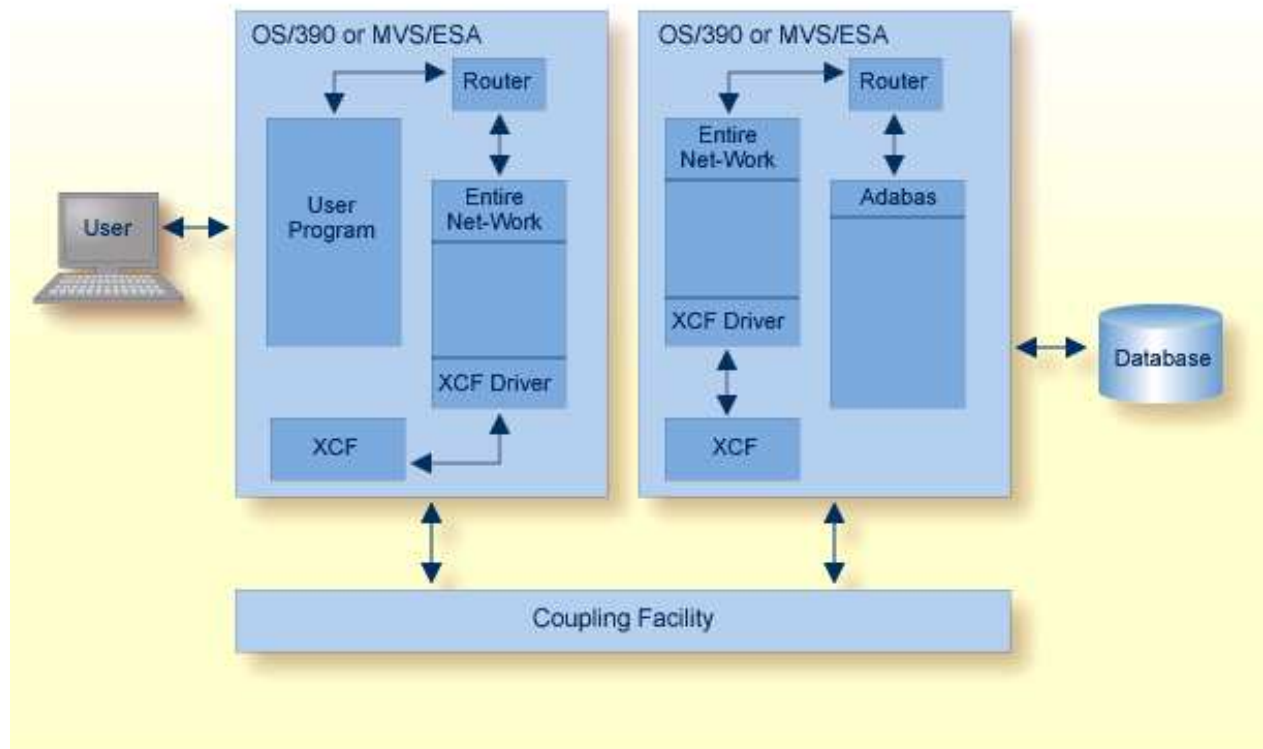 OS/390 or MVS/ESA
Router
User
Program
Entire
Net-Work
XCF Driver
XCF
User
OS/390 or MVS/ESA
Router
Entire
Net-Work
Adabas
XCF Driver
XCF
Database
Coupling Facility